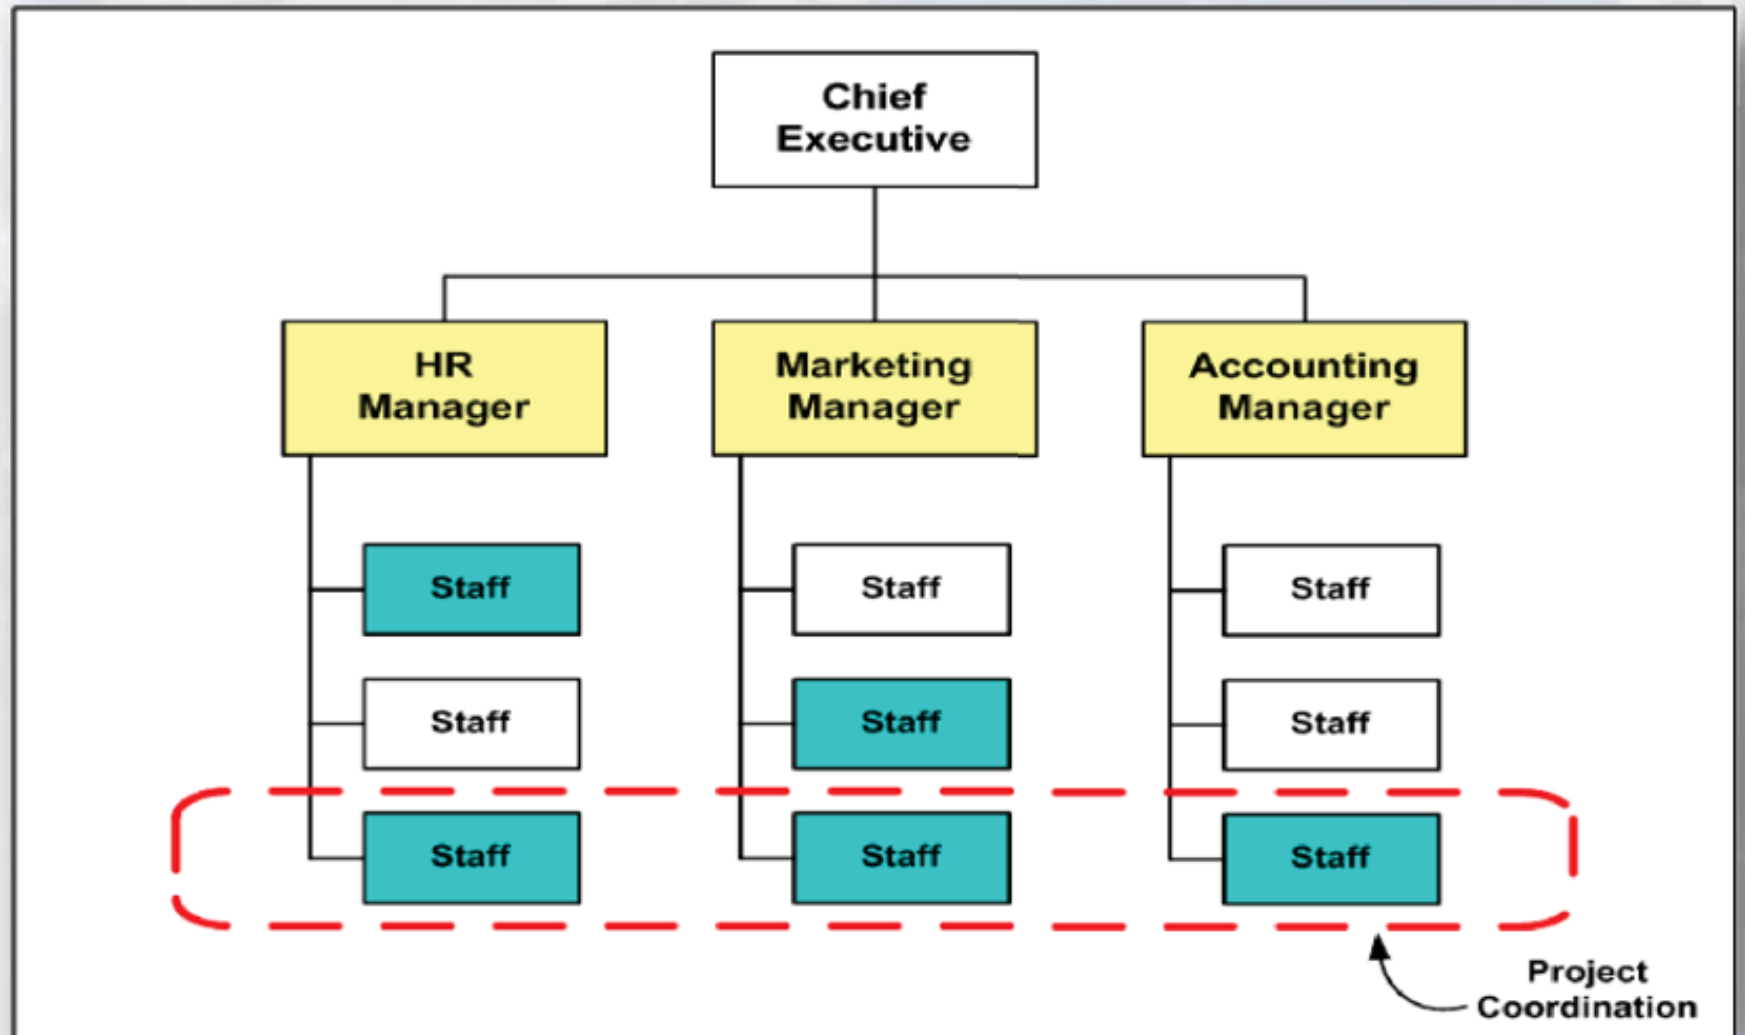 Chief
Executive
HR
Manager
Marketing
Manager
Accounting
Manager
Staff
Staff
Staff
Staff
Staff
Staff
Staff
Staff
Staff
Project
Coordination